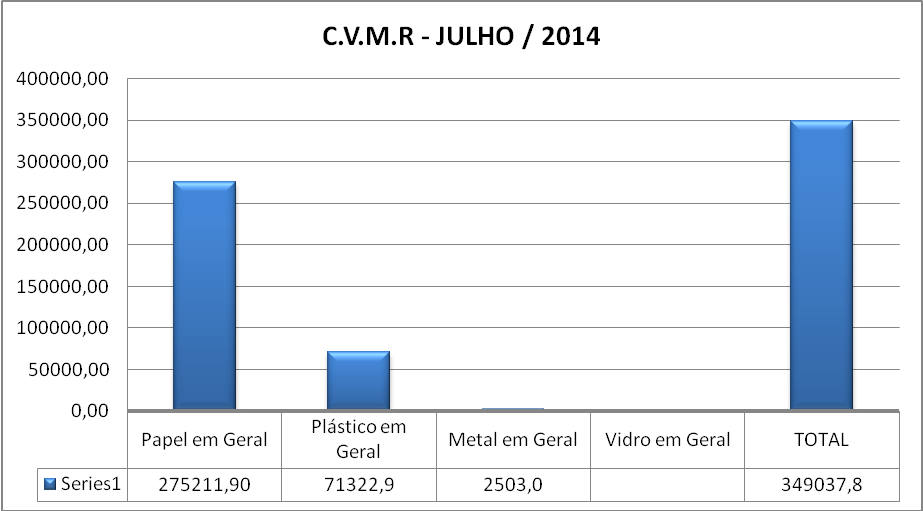 C.V.M.R - JULHO / 2014
400000,00
350000,00
300000,00
250000,00
200000,00
150000,00
100000,00
50000,00
0,00
Papel em Geral
Plástico em
Geral
Metal em Geral
Vidro em Geral
TOTAL
Series1 275211,90 71322,9 2503,0 349037,8